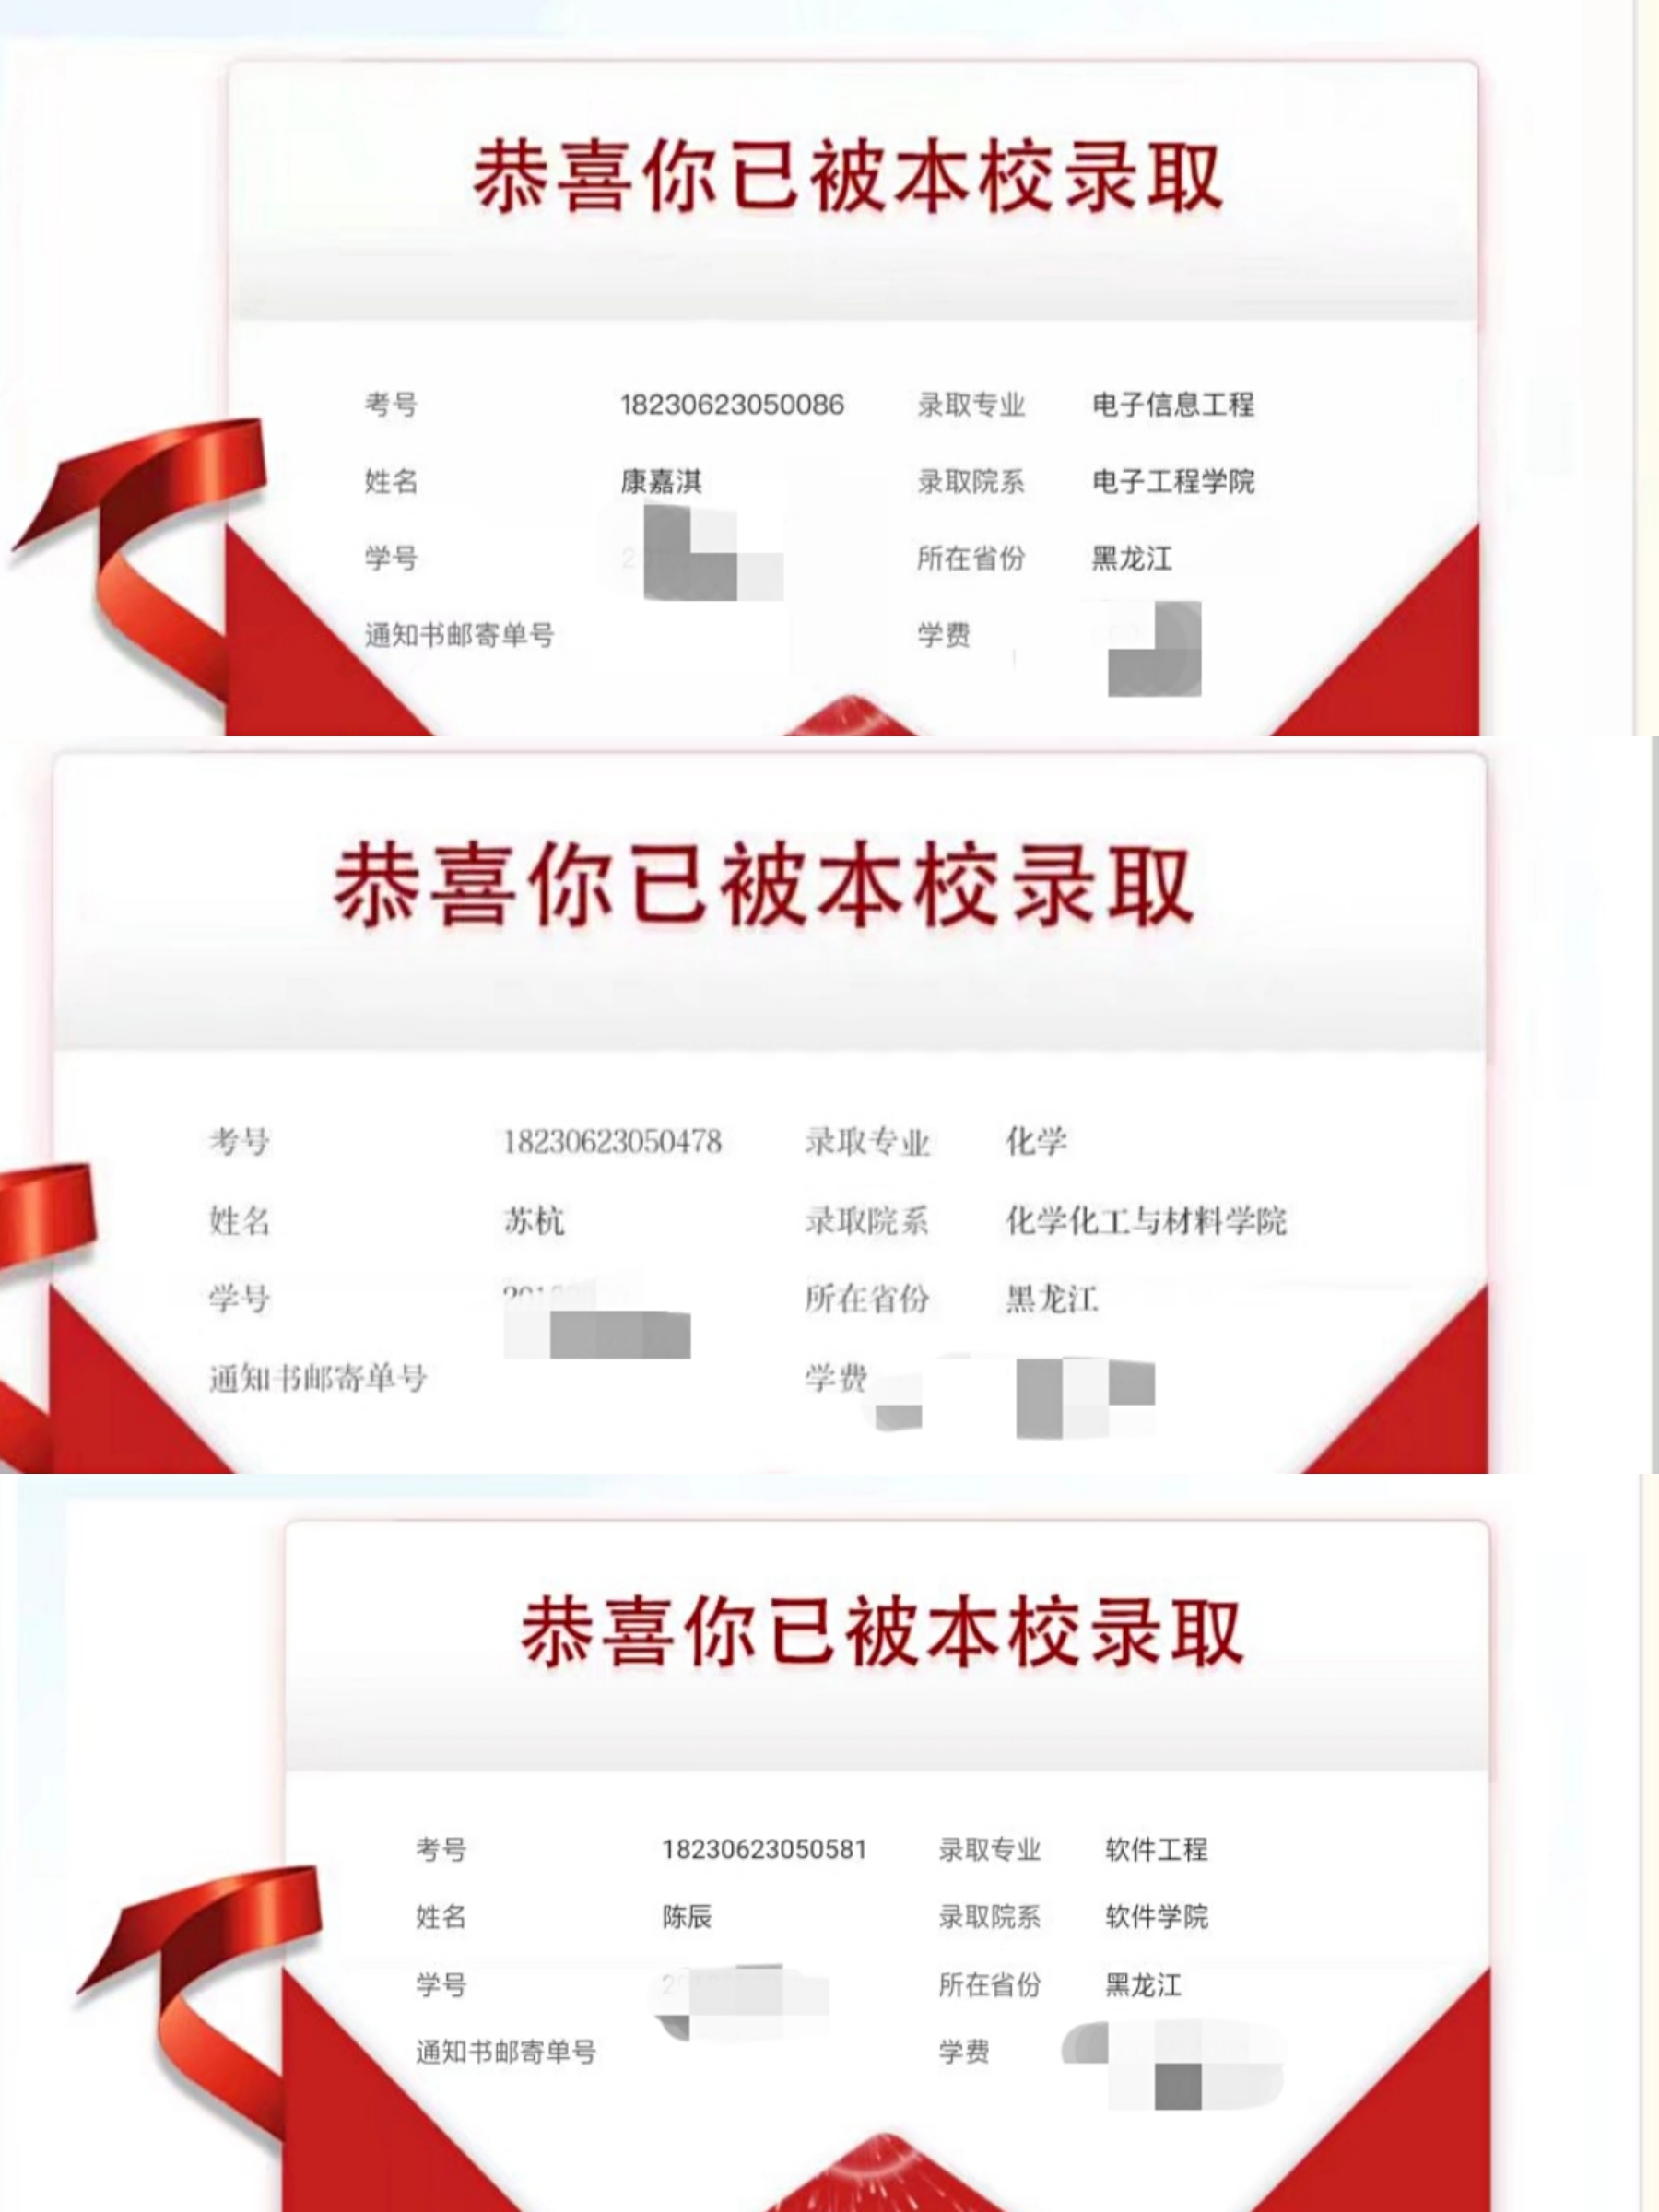 恭喜你已被本校录取
考号 18230623050086 录取专业 电子信息工程
姓名 康嘉淇 录取院系 电子工程学院
学号 2 所在省份 黑龙江
通知书邮寄单号 学费
恭喜你已被本校录取
考号 18230623050478 录取专业 化学
姓名 苏杭 录取院系 化学化工与材料学院
学号 所在省份 黑龙江
通知书邮寄单号 学费
恭喜你已被本校录取
考号 18230623050581 录取专业 软件工程
姓名 陈辰 录取院系 软件学院
学号 2 所在省份 黑龙江
通知书邮寄单号 学费